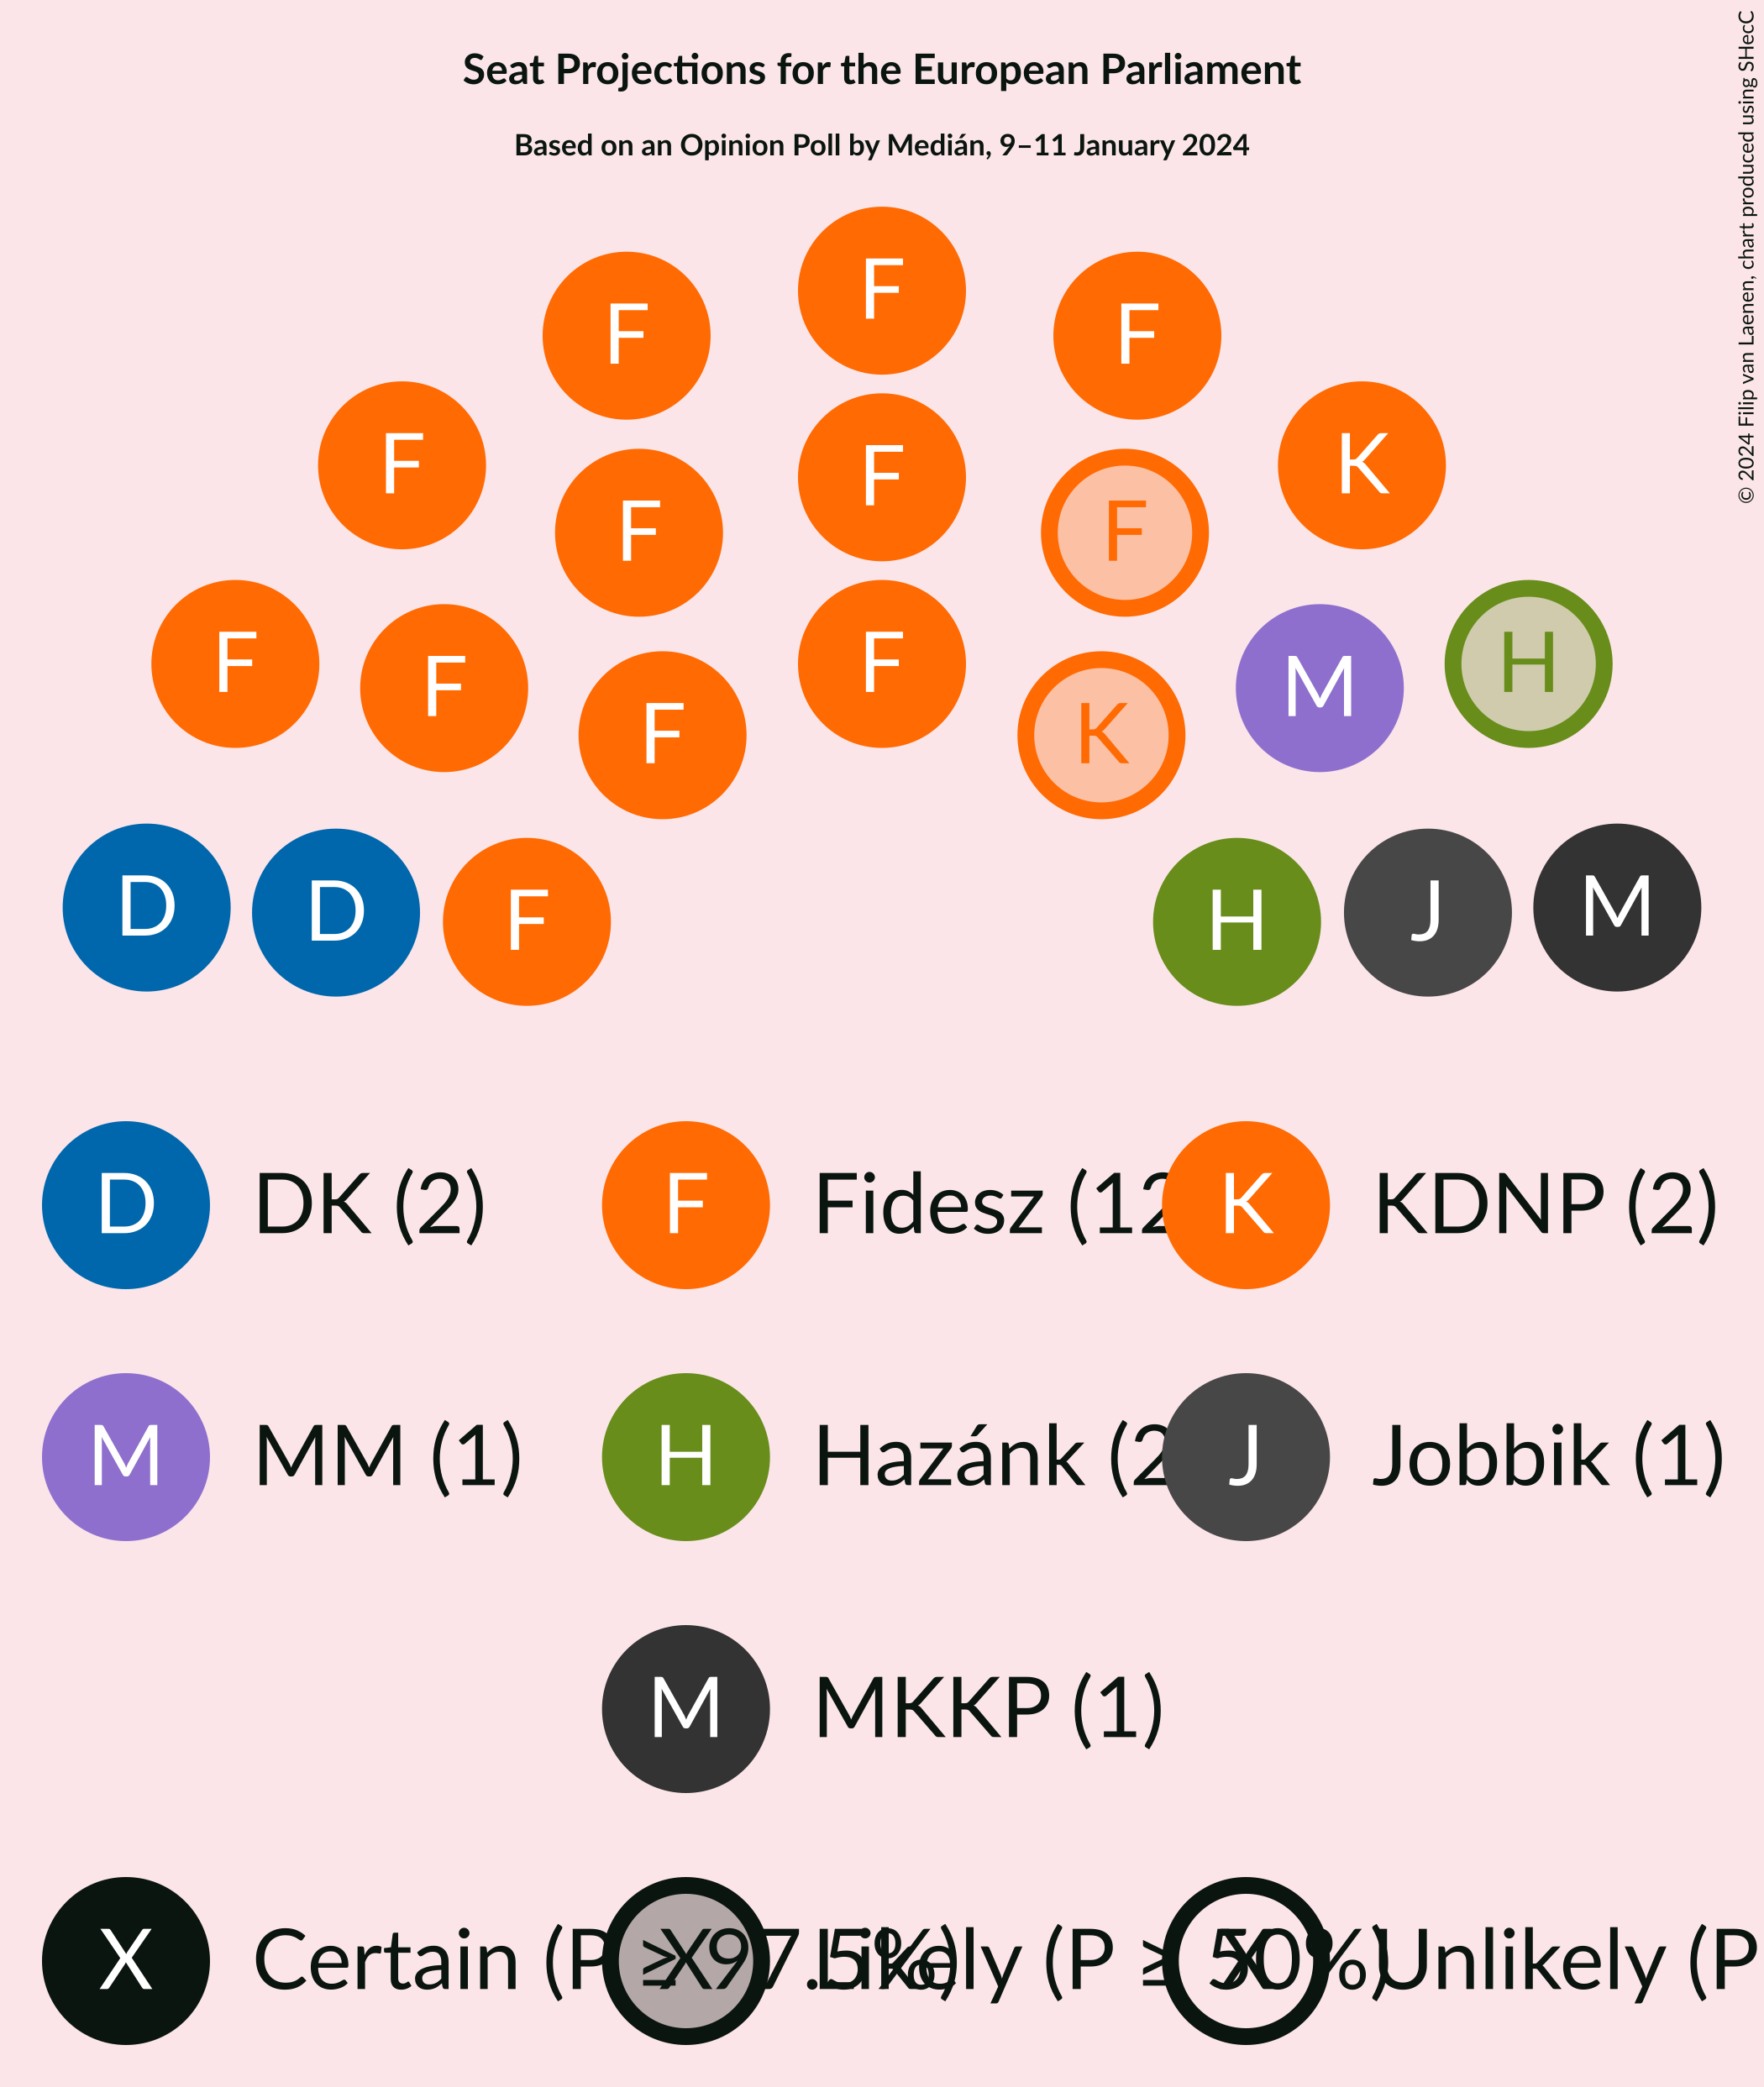 Seat Projections for the European Parliament
Based on an Opinion Poll by Medián, 9–11 January 2024
© 2024 Filip van Laenen, chart produced using SHecC
F
F F
F K
F
F F
F H
F M
F
F K
D D F H J M
D DK (2) F Fidesz (12 K KDNP (2)
M MM (1) H Hazánk (2 J Jobbik (1)
M MKKP (1)
X Certain (P ≥ 97.5%) X Likely (P ≥ 50%) X Unlikely (P